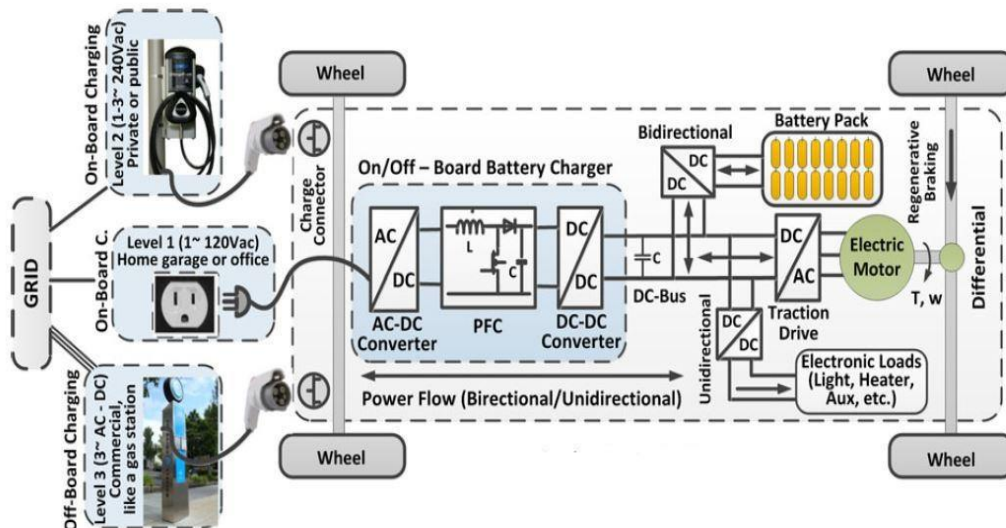 GRID
On-Board Charging
Level 2 (1-3~ 240Vac)
Private or public
On-Board C.
Level 1 (1~ 120Vac)
Home garage or office
Off-Board Charging
Level 3 (3~ AC - DC)
Commercial,
like a gas station
Wheel
Charge
Connector
On/Off – Board Battery Charger
AC
DC
AC-DC
Converter
L
C
PFC
DC
DC
DC-DC
Converter
Power Flow (Birectional/Unidirectional)
Wheel
C
DC-Bus
Bidirectional
DC
DC
Battery Pack
DC
AC
Traction
Drive
Electric
Motor
Unidirectional
DC
DC
Electronic Loads
(Light, Heater,
Aux, etc.)
Wheel
Regenerative
Braking
T, w
Differential
Wheel